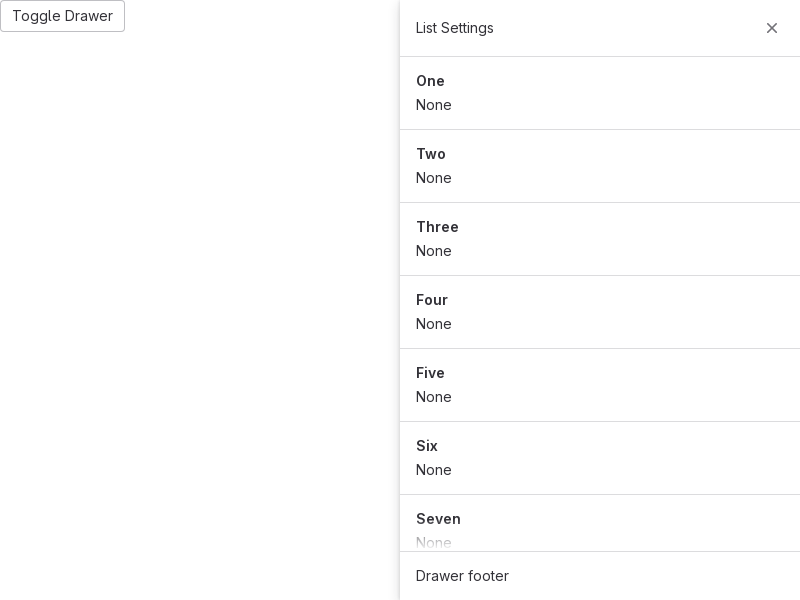 Toggle Drawer
List Settings
One
None
Two
None
Three
None
Four
None
Five
None
Six
None
Seven
None
Drawer footer